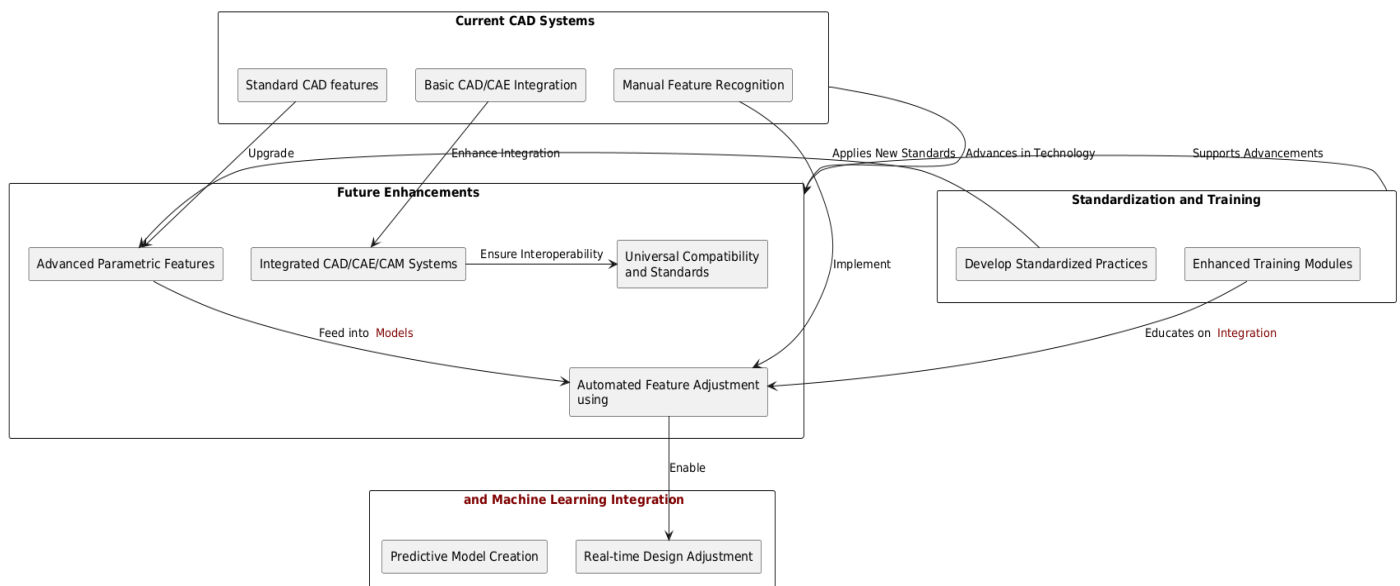 Current CAD Systems
Standard CAD features
Basic CAD/CAE Integration
Manual Feature Recognition
Upgrade
Enhance Integration
Applies New Standards
Advances in Technology
Supports Advancements
Future Enhancements
Standardization and Training
Advanced Parametric Features
Integrated CAD/CAE/CAM Systems
Ensure Interoperability
Universal Compatibility
and Standards
Implement
Develop Standardized Practices
Enhanced Training Modules
Feed into Models
Educates on Integration
Automated Feature Adjustment
using
Enable
and Machine Learning Integration
Predictive Model Creation
Real-time Design Adjustment